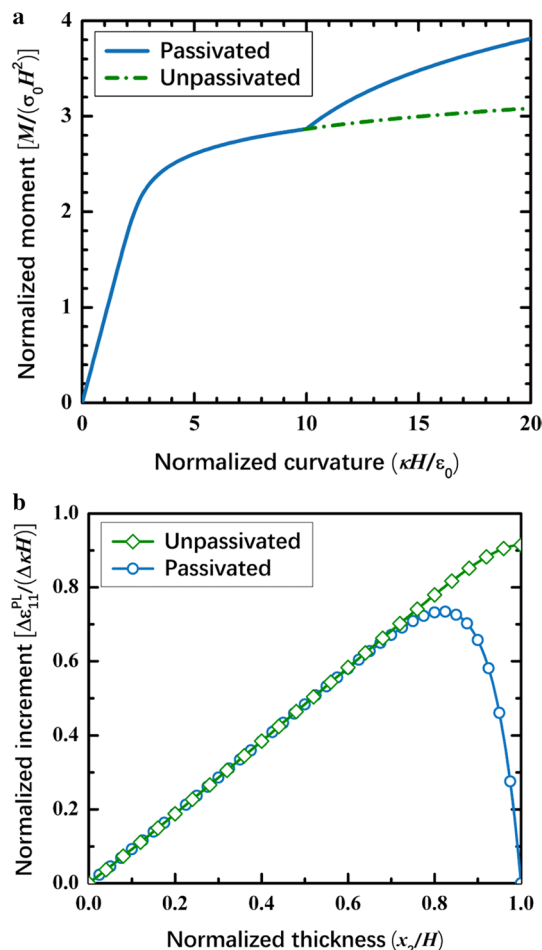 a
4
3
2
1
0
Normalized moment [M/(σ₀H²)]
Passivated
Unpassivated
0 5 10 15 20
Normalized curvature (κH/ε₀)
b
1.0
0.8
0.6
0.4
0.2
0.0
Normalized increment [Δε₁₁ᴾᴸ/(ΔκH)]
Unpassivated
Passivated
0.0 0.2 0.4 0.6 0.8 1.0
Normalized thickness (x₂/H)